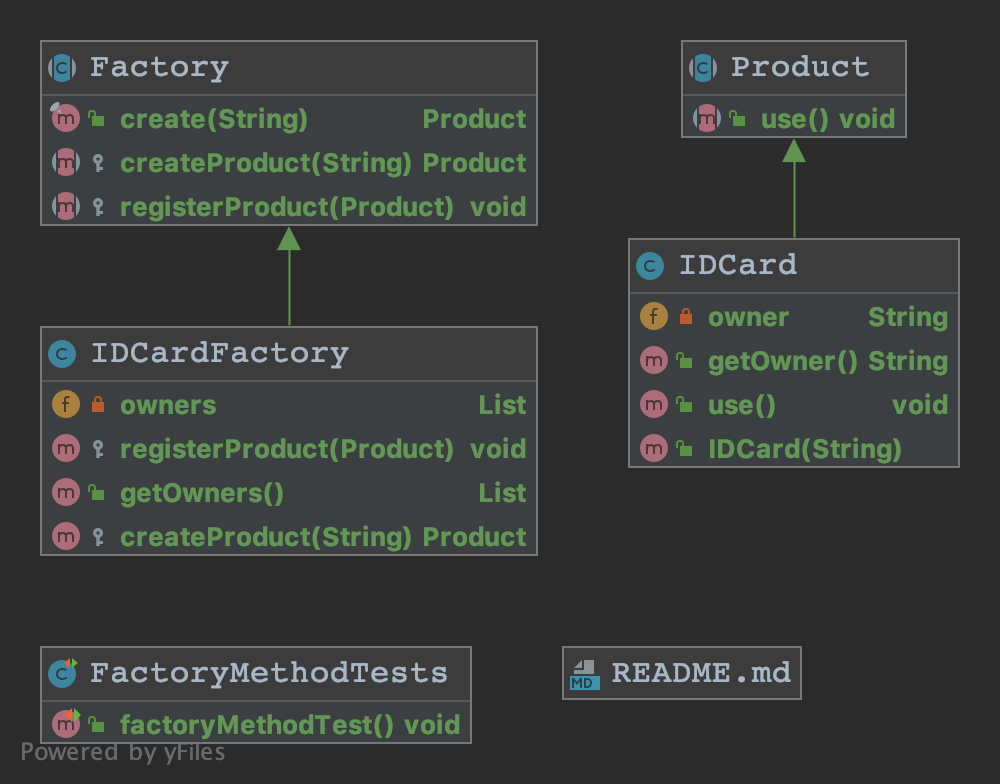 Factory
create(String) Product
createProduct(String) Product
registerProduct(Product) void
Product
use() void
IDCardFactory
owners List
registerProduct(Product) void
getOwners() List
createProduct(String) Product
IDCard
owner String
getOwner() String
use() void
IDCard(String)
FactoryMethodTests
factoryMethodTest() void
MD README.md
Powered by yFiles